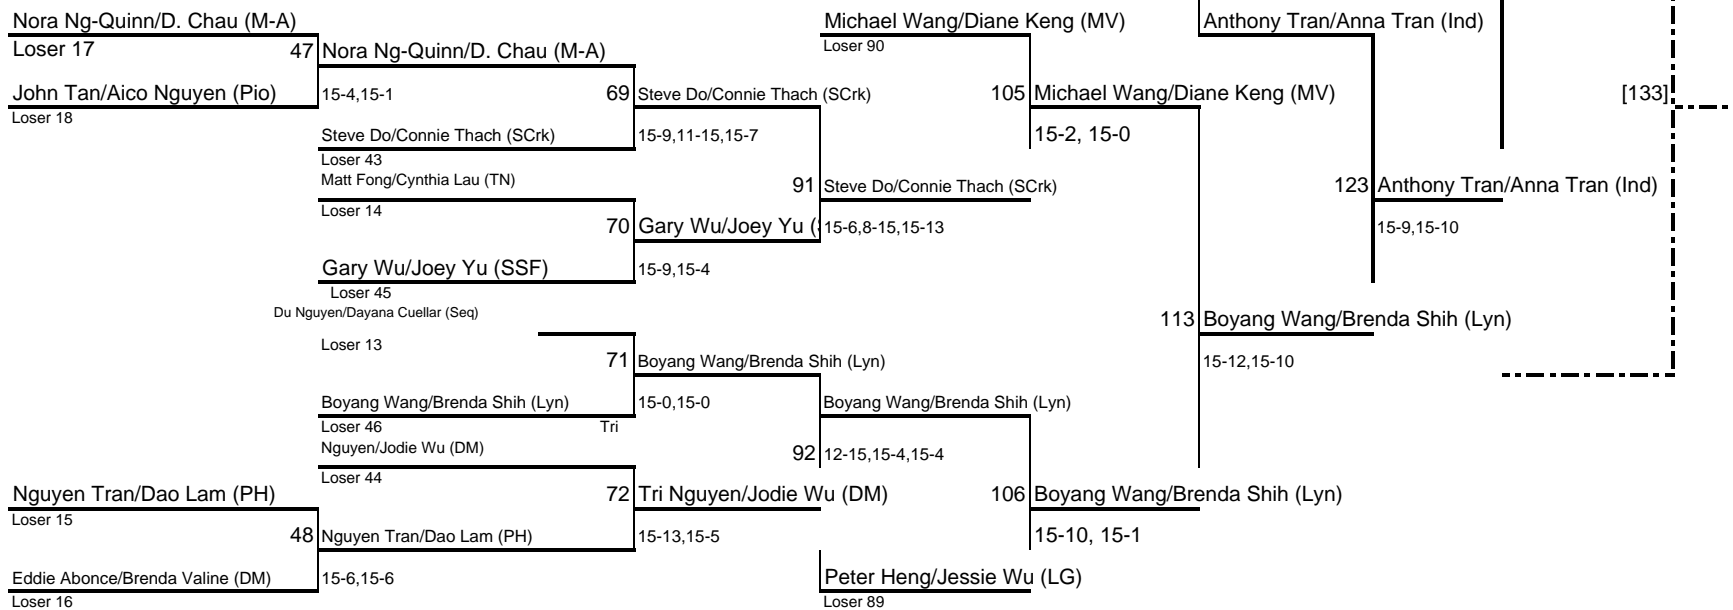 Nora Ng-Quinn/D. Chau (M-A)
Michael Wang/Diane Keng (MV)
Anthony Tran/Anna Tran (Ind)
Loser 17
47
Nora Ng-Quinn/D. Chau (M-A)
Loser 90
John Tan/Aico Nguyen (Pio)
15-4,15-1
69
Steve Do/Connie Thach (SCrk)
105
Michael Wang/Diane Keng (MV)
[133]
Loser 18
Steve Do/Connie Thach (SCrk)
15-9,11-15,15-7
15-2, 15-0
Loser 43
Matt Fong/Cynthia Lau (TN)
91
Steve Do/Connie Thach (SCrk)
123
Anthony Tran/Anna Tran (Ind)
Loser 14
70
Gary Wu/Joey Yu (
15-6,8-15,15-13
15-9,15-10
Gary Wu/Joey Yu (SSF)
15-9,15-4
Loser 45
Du Nguyen/Dayana Cuellar (Seq)
113
Boyang Wang/Brenda Shih (Lyn)
Loser 13
71
Boyang Wang/Brenda Shih (Lyn)
15-12,15-10
Boyang Wang/Brenda Shih (Lyn)
15-0,15-0
Boyang Wang/Brenda Shih (Lyn)
Loser 46
Tri
Nguyen/Jodie Wu (DM)
92
12-15,15-4,15-4
Loser 44
Nguyen Tran/Dao Lam (PH)
72
Tri Nguyen/Jodie Wu (DM)
106
Boyang Wang/Brenda Shih (Lyn)
Loser 15
48
Nguyen Tran/Dao Lam (PH)
15-13,15-5
15-10, 15-1
Eddie Abonce/Brenda Valine (DM)
15-6,15-6
Peter Heng/Jessie Wu (LG)
Loser 16
Loser 89